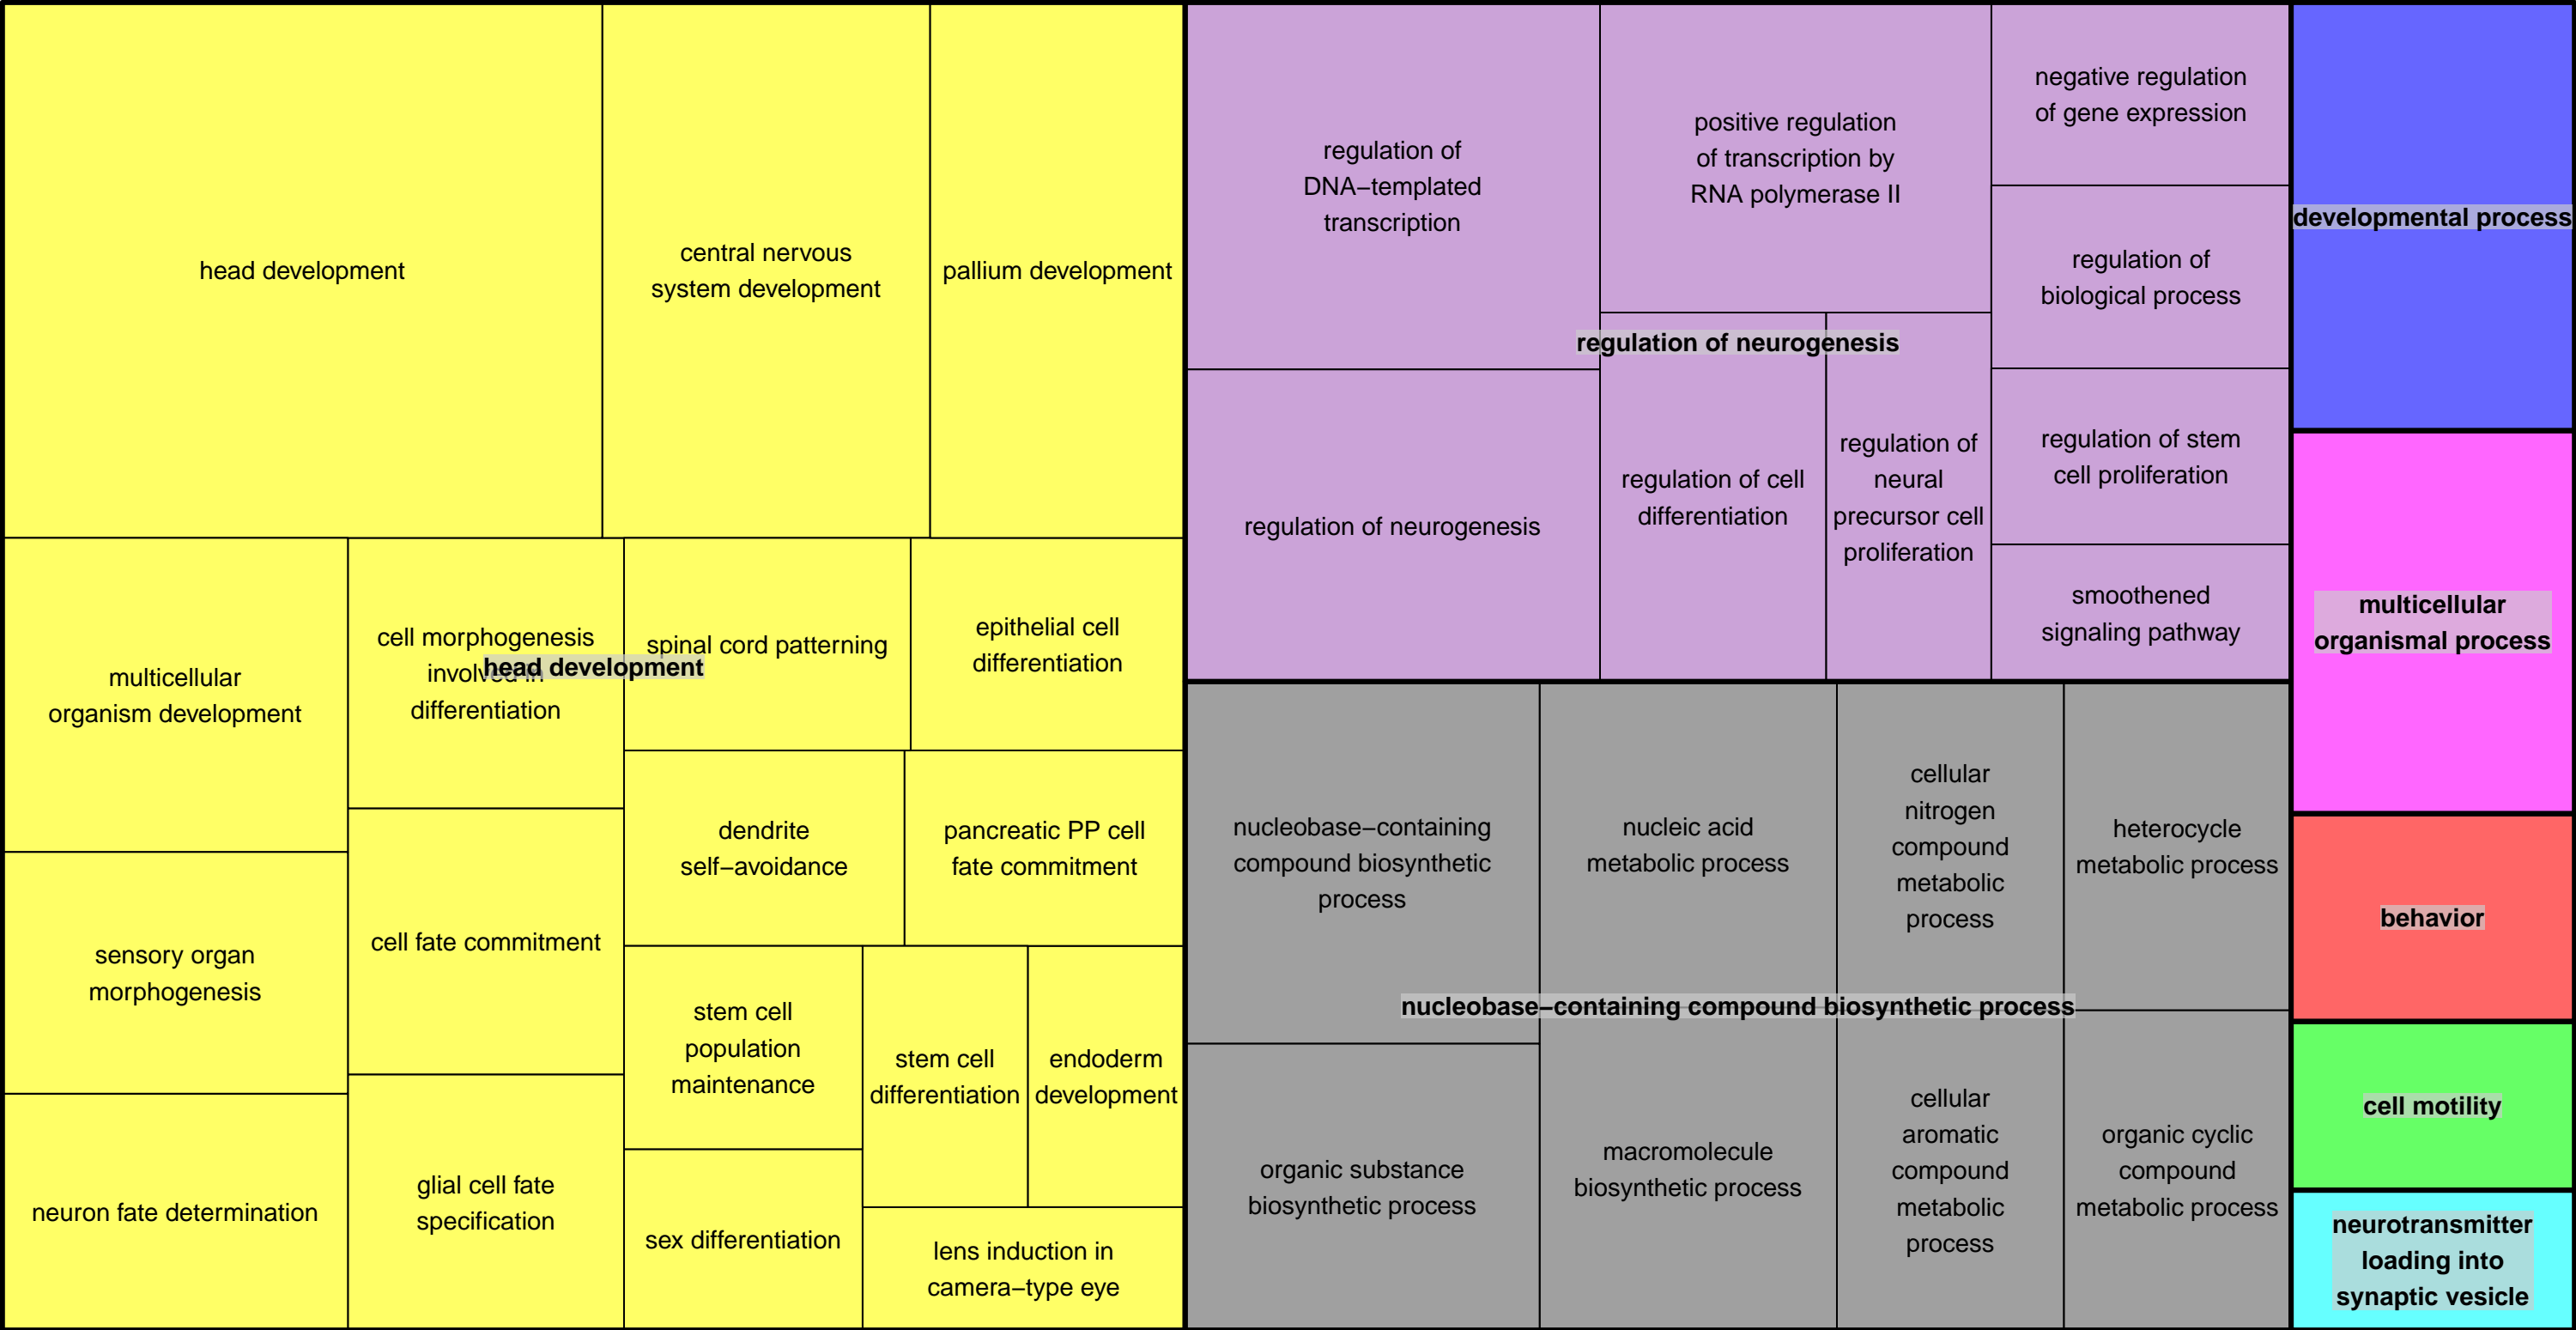 head development
central nervous
system development
pallium development
multicellular
organism development
cell morphogenesis
involved in
differentiation
head development
spinal cord patterning
epithelial cell
differentiation
dendrite
self−avoidance
pancreatic PP cell
fate commitment
sensory organ
morphogenesis
cell fate commitment
stem cell
population
maintenance
stem cell
differentiation
endoderm
development
neuron fate determination
glial cell fate
specification
sex differentiation
lens induction in
camera−type eye
regulation of
DNA−templated
transcription
positive regulation
of transcription by
RNA polymerase II
negative regulation
of gene expression
regulation of
biological process
regulation of neurogenesis
regulation of neurogenesis
regulation of cell
differentiation
regulation of
neural
precursor cell
proliferation
regulation of stem
cell proliferation
smoothened
signaling pathway
nucleobase−containing
compound biosynthetic
process
nucleic acid
metabolic process
cellular
nitrogen
compound
metabolic
process
heterocycle
metabolic process
nucleobase−containing compound biosynthetic process
organic substance
biosynthetic process
macromolecule
biosynthetic process
cellular
aromatic
compound
metabolic
process
organic cyclic
compound
metabolic process
developmental process
multicellular
organismal process
behavior
cell motility
neurotransmitter
loading into
synaptic vesicle